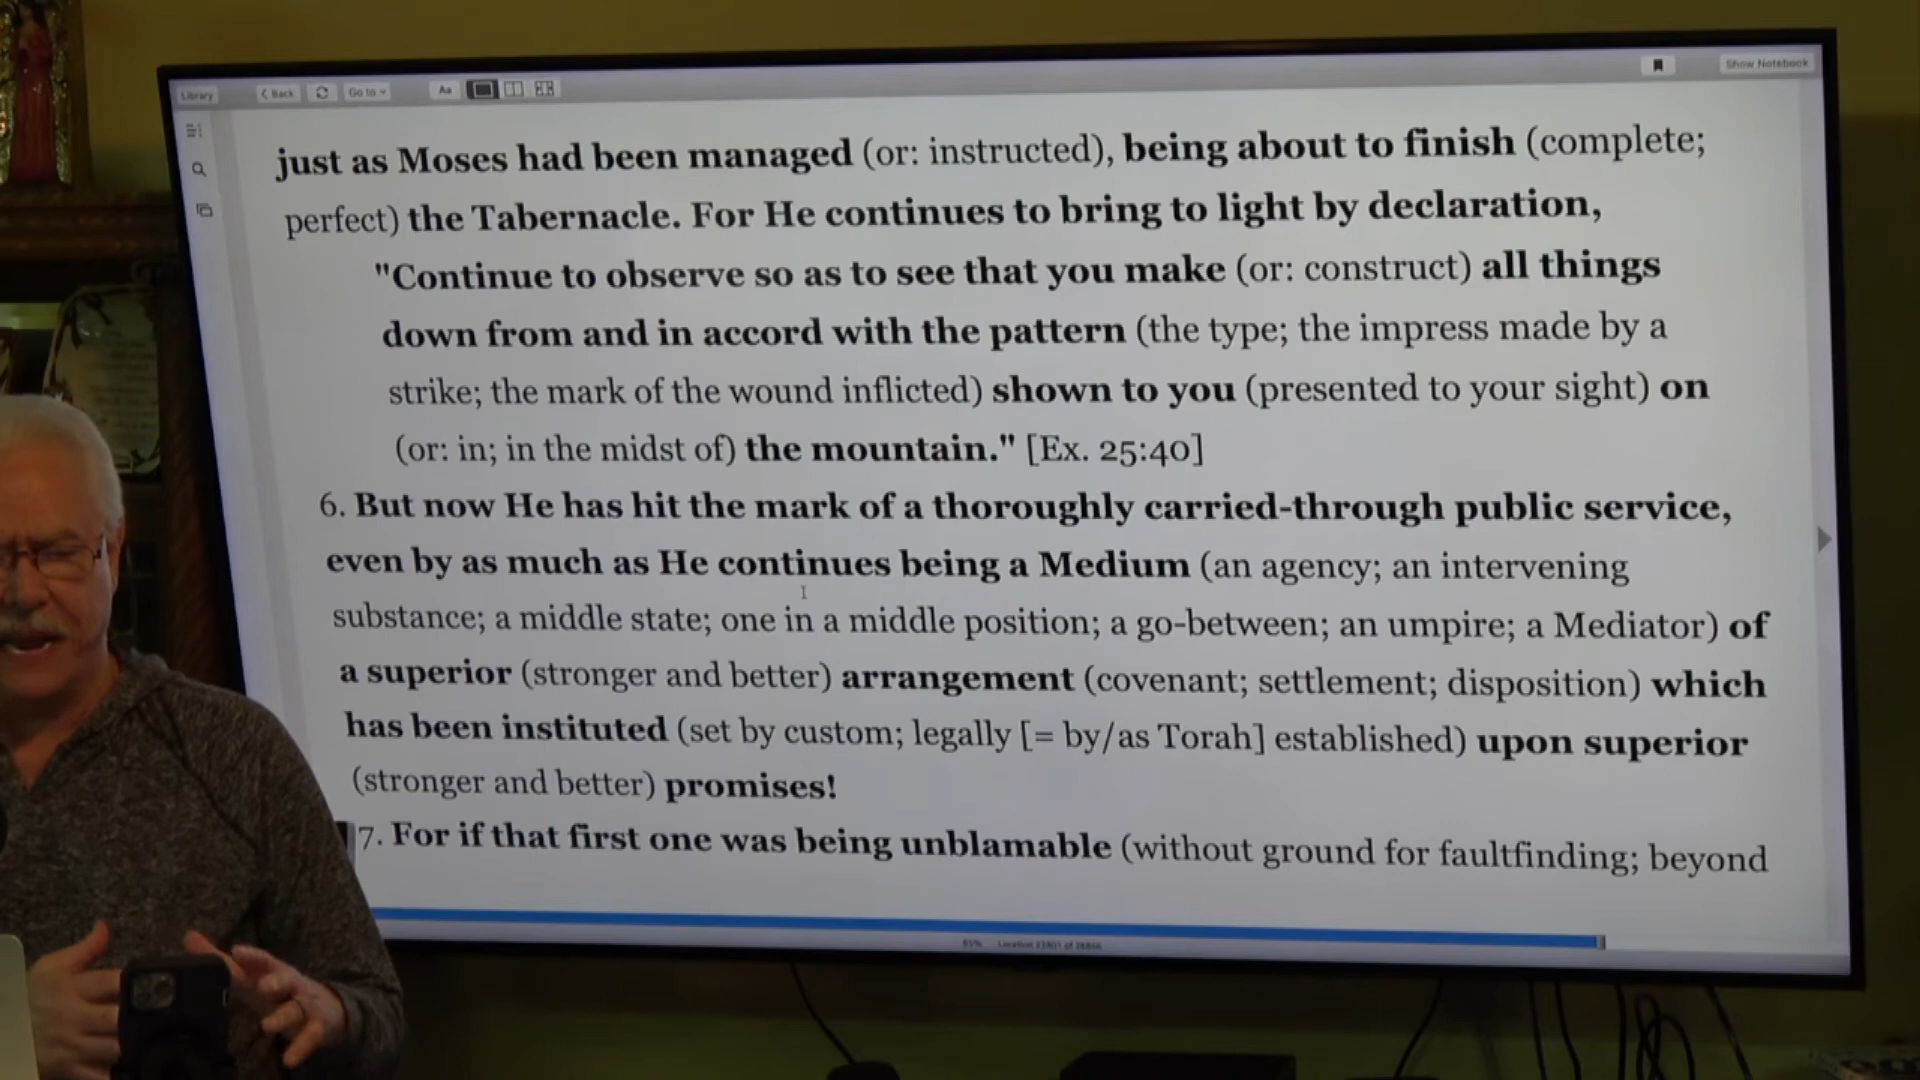 Library
Back
Go to
Aa
Show Notebook
just as Moses had been managed (or: instructed), being about to finish (complete;
perfect) the Tabernacle. For He continues to bring to light by declaration,
"Continue to observe so as to see that you make (or: construct) all things
down from and in accord with the pattern (the type; the impress made by a
strike; the mark of the wound inflicted) shown to you (presented to your sight) on
(or: in; in the midst of) the mountain." [Ex. 25:40]
6. But now He has hit the mark of a thoroughly carried-through public service,
even by as much as He continues being a Medium (an agency; an intervening
substance; a middle state; one in a middle position; a go-between; an umpire; a Mediator) of
a superior (stronger and better) arrangement (covenant; settlement; disposition) which
has been instituted (set by custom; legally [= by/as Torah] established) upon superior
(stronger and better) promises!
7. For if that first one was being unblamable (without ground for faultfinding; beyond